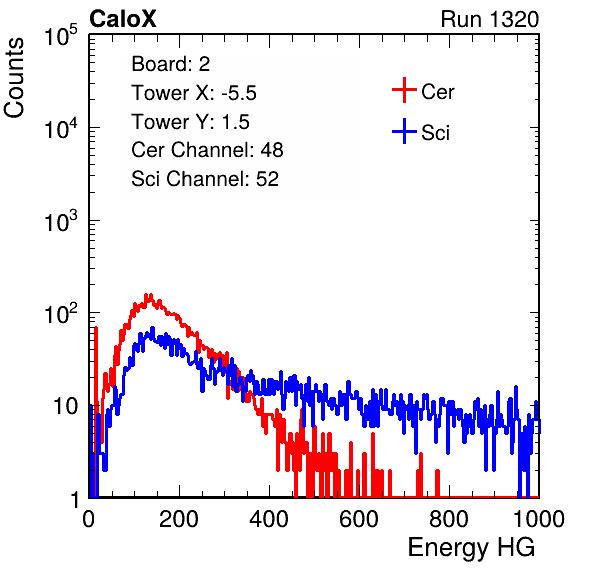 CaloX Run 1320
Counts
10^5
10^4
10^3
10^2
10
1
Board: 2
Tower X: -5.5
Tower Y: 1.5
Cer Channel: 48
Sci Channel: 52
Cer
Sci
0 200 400 600 800 1000
Energy HG